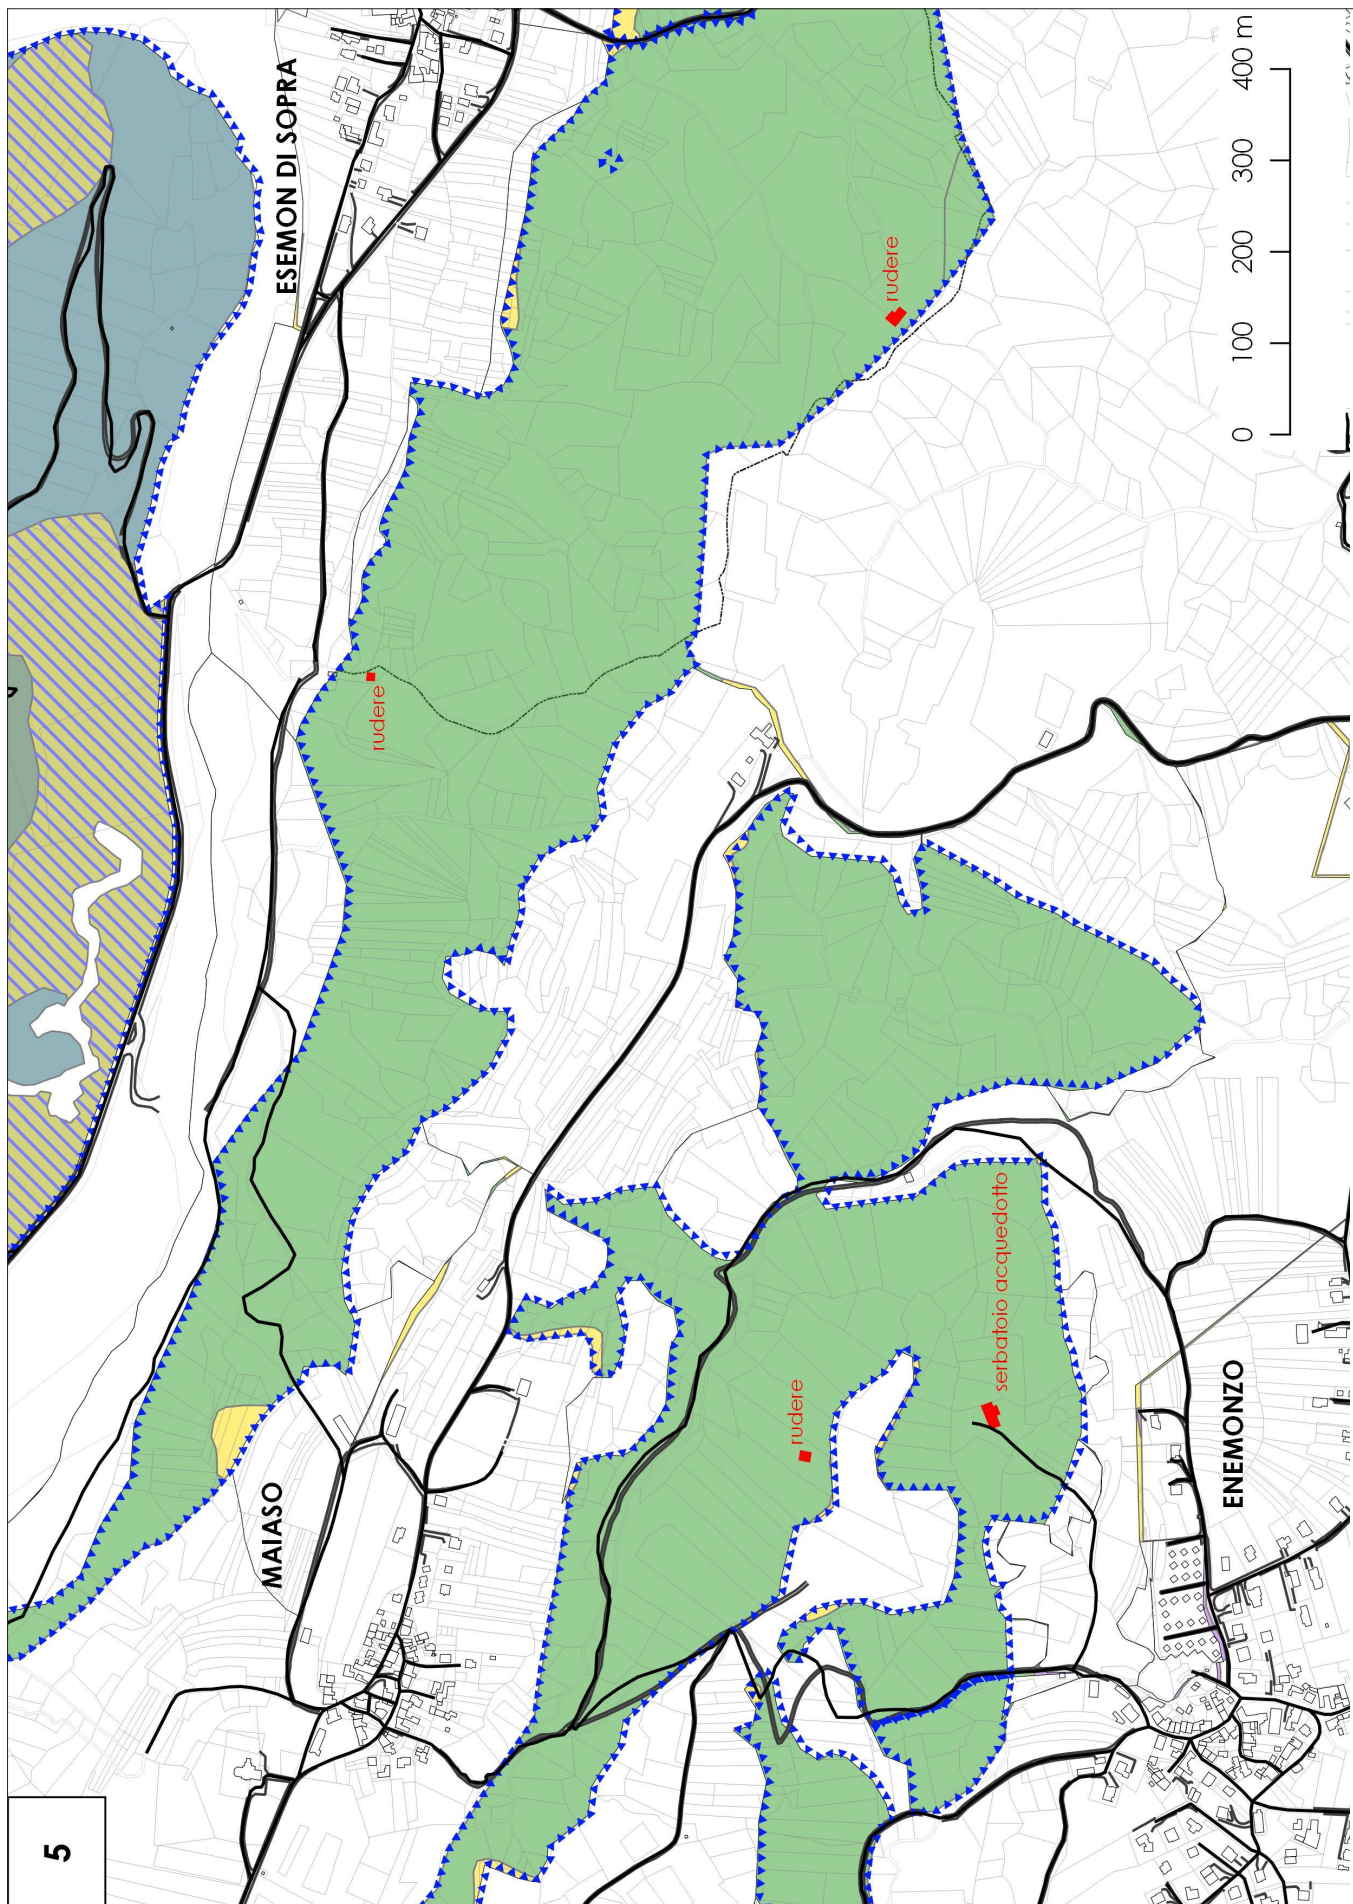 5
MAIASO
ESEMON DI SOPRA
rudere
rudere
rudere
serbatoio acquedotto
ENEMONZO
0 100 200 300 400 m